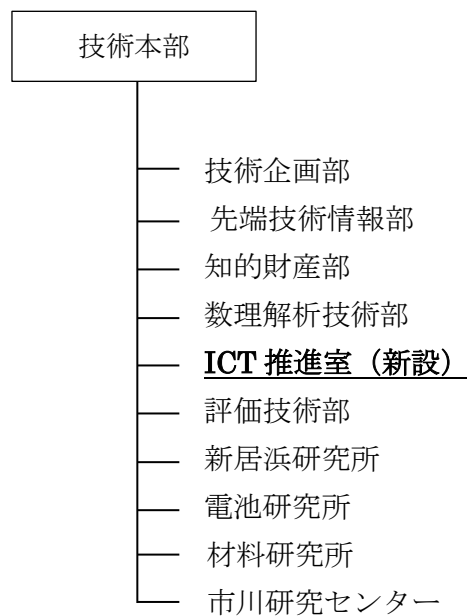 技術本部
技術企画部
先端技術情報部
知的財産部
数理解析技術部
ICT 推進室（新設）
評価技術部
新居浜研究所
電池研究所
材料研究所
市川研究センター